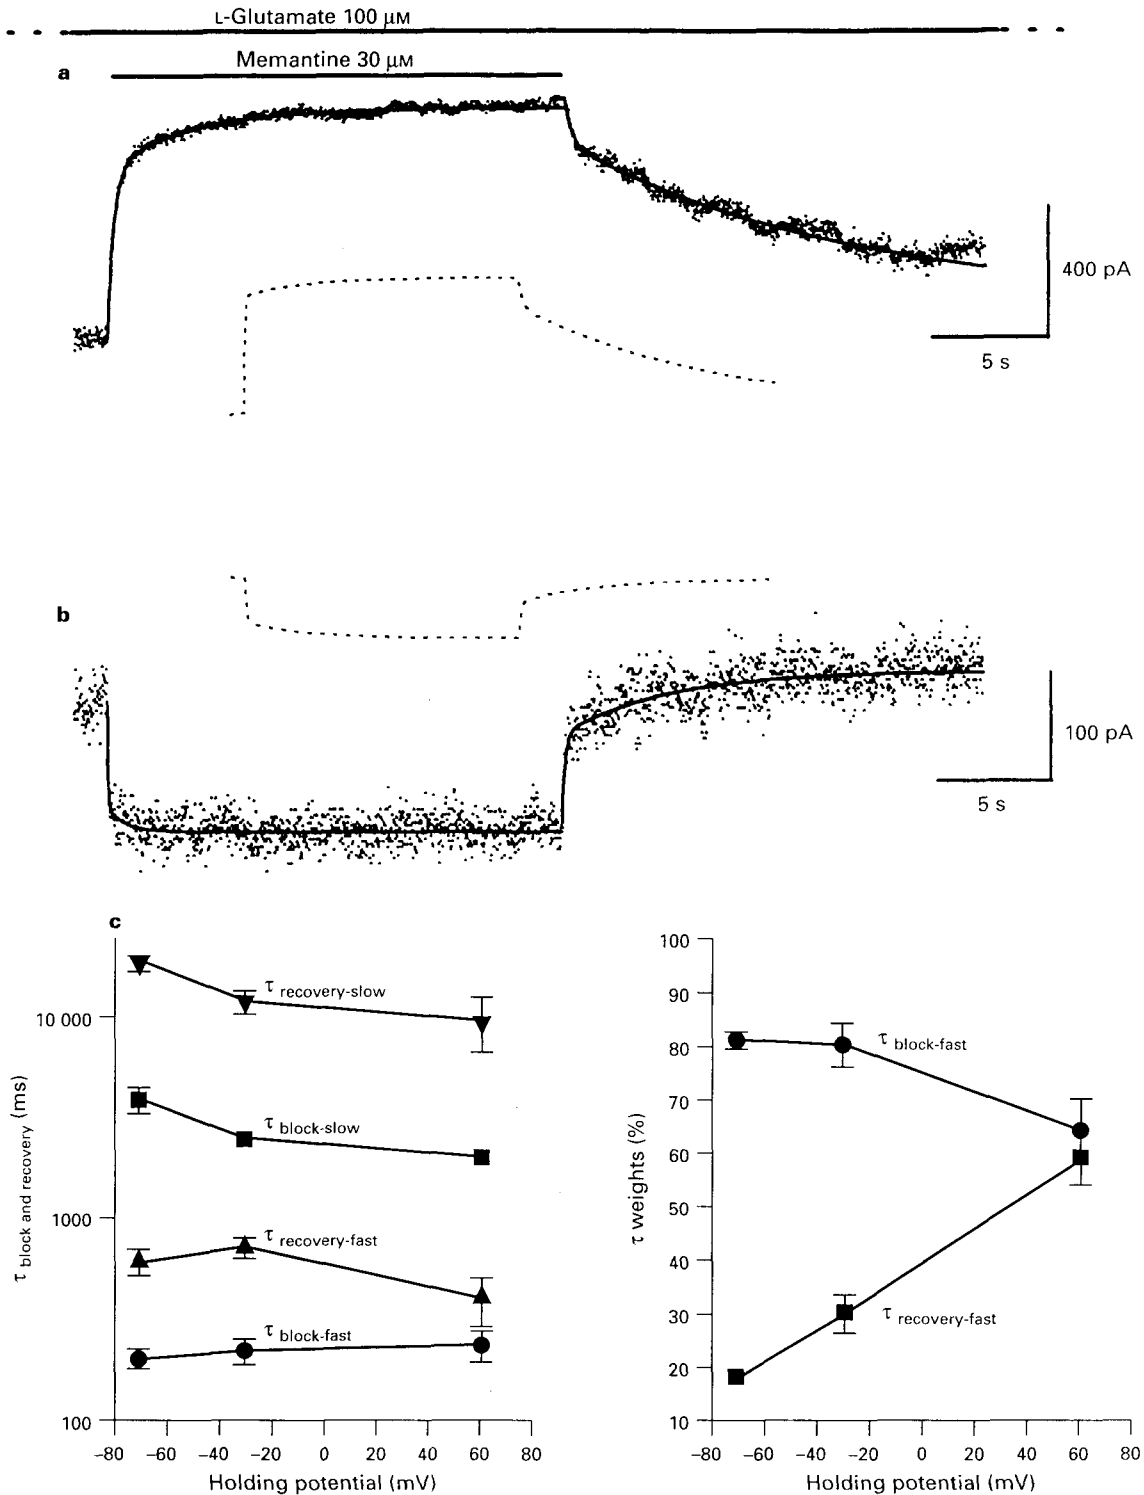 L-Glutamate 100 μM
Memantine 30 μM
a
400 pA
5 s
b
100 pA
5 s
c
τ block and recovery (ms)
10 000
1000
100
τ recovery-slow
τ block-slow
τ recovery-fast
τ block-fast
−80 −60 −40 −20 0 20 40 60 80
Holding potential (mV)
τ weights (%)
100
90
80
70
60
50
40
30
20
10
τ block-fast
τ recovery-fast
−80 −60 −40 −20 0 20 40 60 80
Holding potential (mV)